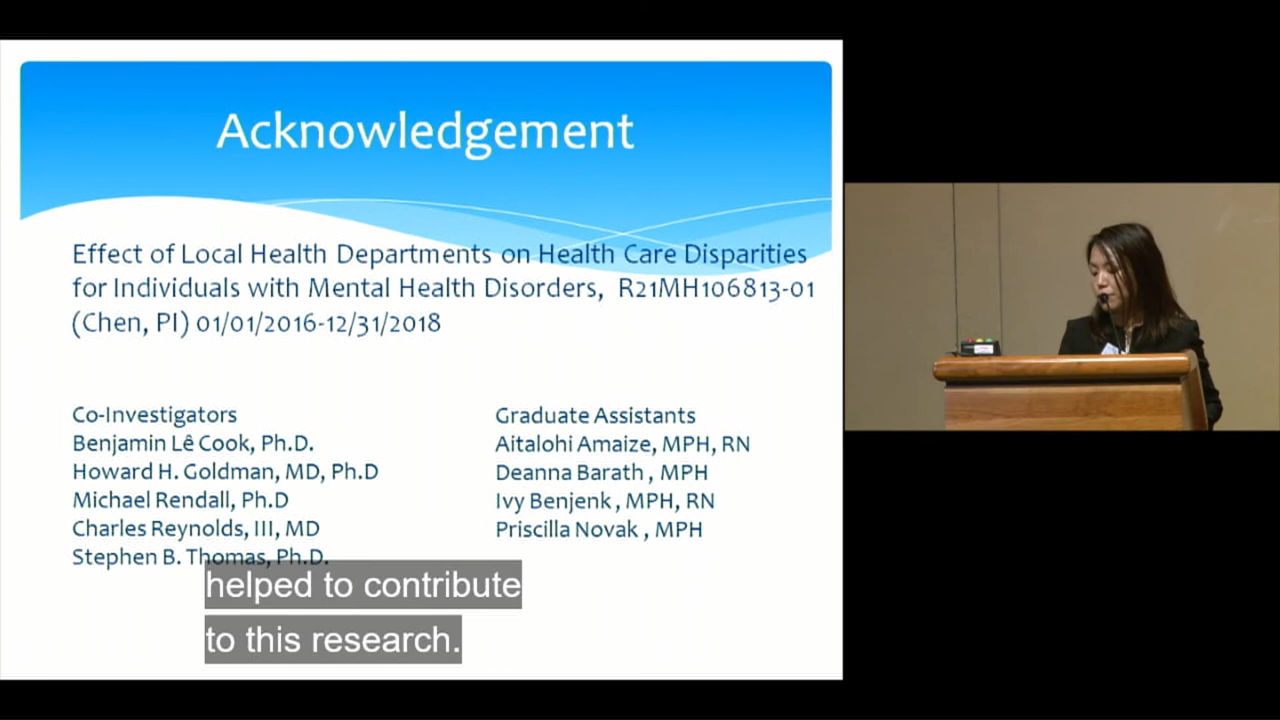 Acknowledgement
Effect of Local Health Departments on Health Care Disparities
for Individuals with Mental Health Disorders, R21MH106813-01
(Chen, PI) 01/01/2016-12/31/2018
Co-Investigators
Benjamin Lê Cook, Ph.D.
Howard H. Goldman, MD, Ph.D
Michael Rendall, Ph.D
Charles Reynolds, III, MD
Stephen B. Thomas, Ph.D.
Graduate Assistants
Aitalohi Amaize, MPH, RN
Deanna Barath , MPH
Ivy Benjenk , MPH, RN
Priscilla Novak , MPH
helped to contribute
to this research.